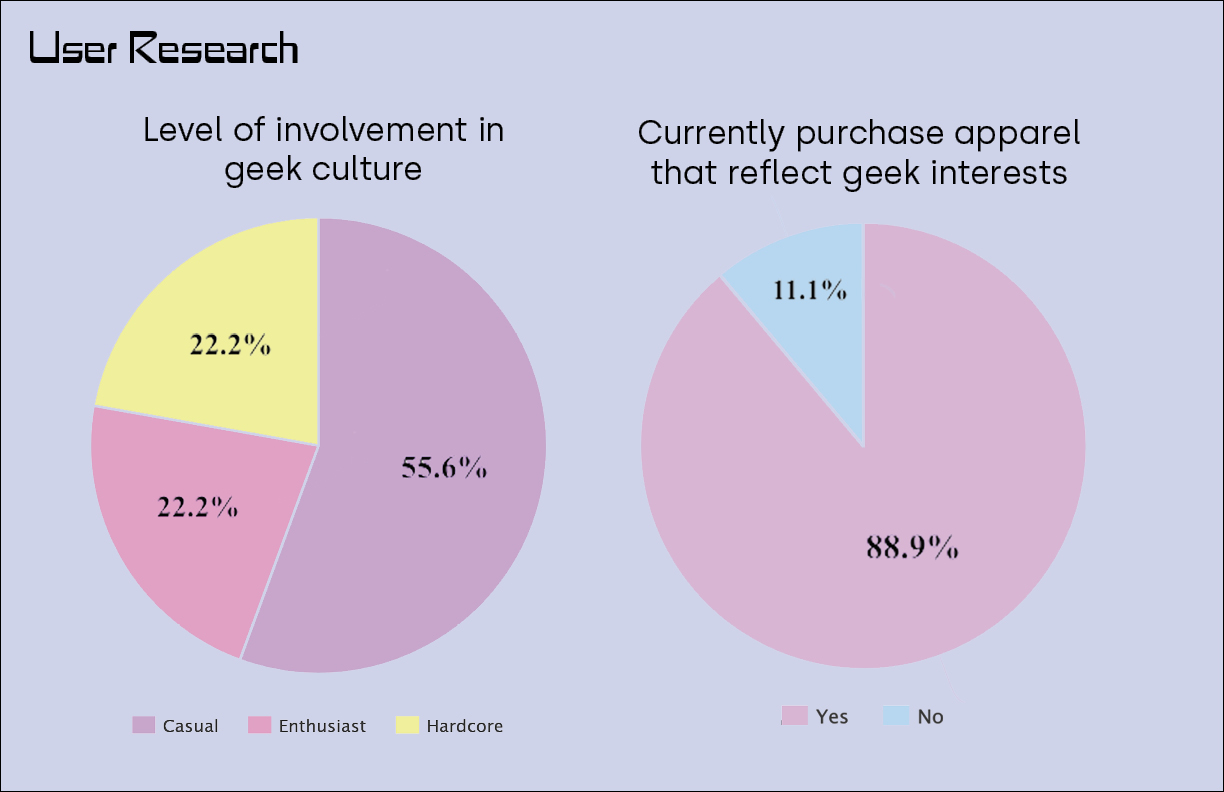 User Research
Level of involvement in
geek culture
22.2%
55.6%
22.2%
Casual Enthusiast Hardcore
Currently purchase apparel
that reflect geek interests
11.1%
88.9%
Yes No